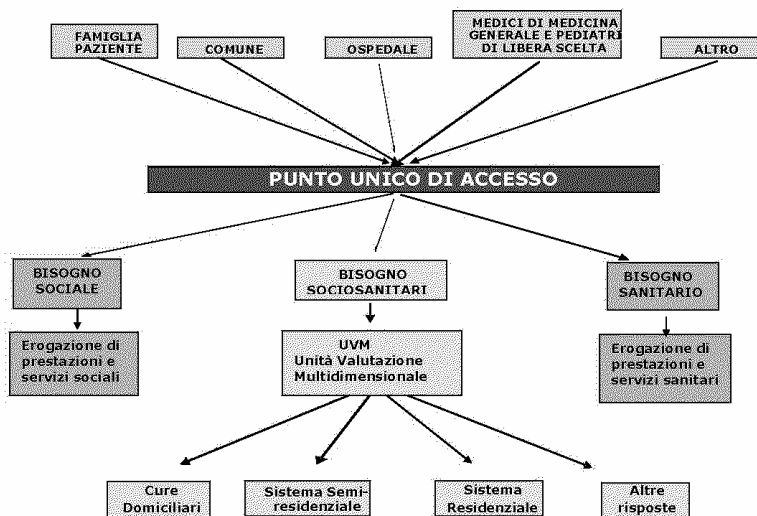 FAMIGLIA
PAZIENTE
COMUNE
OSPEDALE
MEDICI DI MEDICINA
GENERALE E PEDIATRI
DI LIBERA SCELTA
ALTRO
PUNTO UNICO DI ACCESSO
BISOGNO
SOCIALE
BISOGNO
SOCIOSANITARI
BISOGNO
SANITARIO
Erogazione di
prestazioni e
servizi sociali
UVM
Unità Valutazione
Multidimensionale
Erogazione di
prestazioni e
servizi sanitari
Cure
Domiciliari
Sistema Semi-
residenziale
Sistema
Residenziale
Altre
risposte